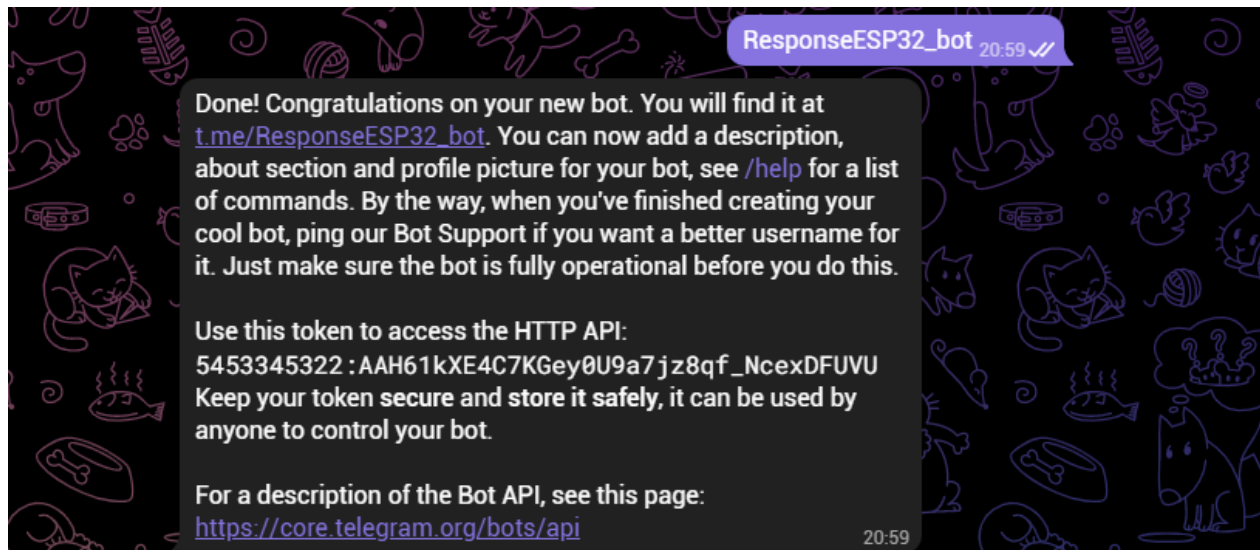 ResponseESP32_bot 20:59
Done! Congratulations on your new bot. You will find it at
t.me/ResponseESP32_bot. You can now add a description,
about section and profile picture for your bot, see /help for a list
of commands. By the way, when you've finished creating your
cool bot, ping our Bot Support if you want a better username for
it. Just make sure the bot is fully operational before you do this.
Use this token to access the HTTP API:
5453345322:AAH61kXE4C7KGey0U9a7jz8qf_NcexDFUVU
Keep your token secure and store it safely, it can be used by
anyone to control your bot.
For a description of the Bot API, see this page:
https://core.telegram.org/bots/api
20:59